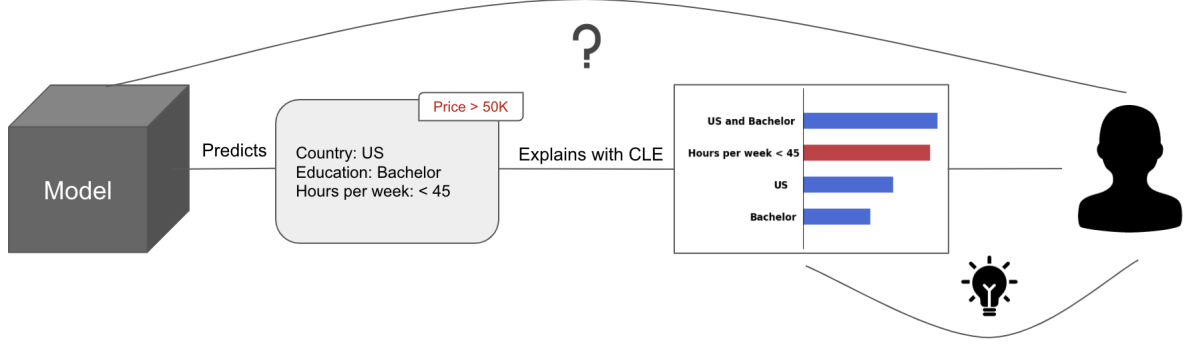 ?
Model
Predicts
Price > 50K
Country: US
Education: Bachelor
Hours per week: < 45
Explains with CLE
US and Bachelor
Hours per week < 45
US
Bachelor